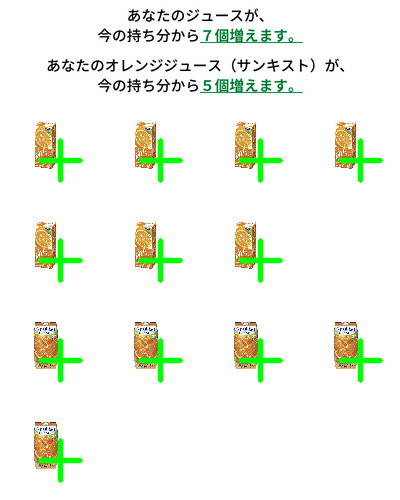 あなたのジュースが、
今の持ち分から７個増えます。
あなたのオレンジジュース（サンキスト）が、
今の持ち分から５個増えます。